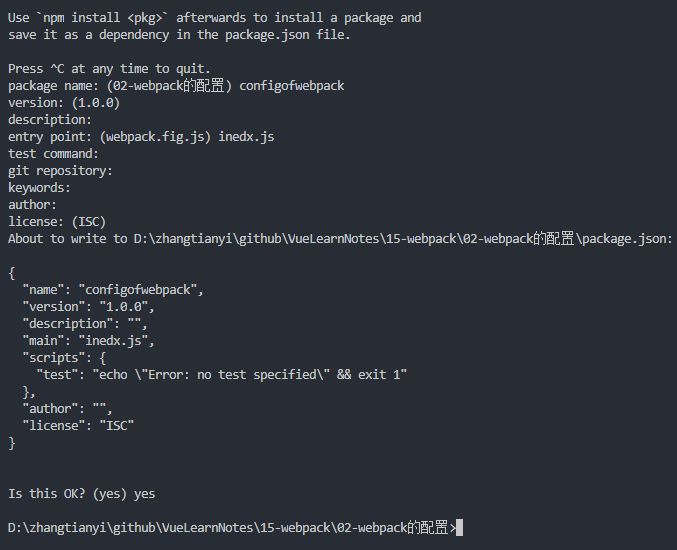 Use `npm install <pkg>` afterwards to install a package and
save it as a dependency in the package.json file.
Press ^C at any time to quit.
package name: (02-webpack的配置) configofwebpack
version: (1.0.0)
description:
entry point: (webpack.fig.js) inedx.js
test command:
git repository:
keywords:
author:
license: (ISC)
About to write to D:\zhangtianyi\github\VueLearnNotes\15-webpack\02-webpack的配置\package.json:
{
  "name": "configofwebpack",
  "version": "1.0.0",
  "description": "",
  "main": "inedx.js",
  "scripts": {
    "test": "echo \"Error: no test specified\" && exit 1"
  },
  "author": "",
  "license": "ISC"
}
Is this OK? (yes) yes
D:\zhangtianyi\github\VueLearnNotes\15-webpack\02-webpack的配置>